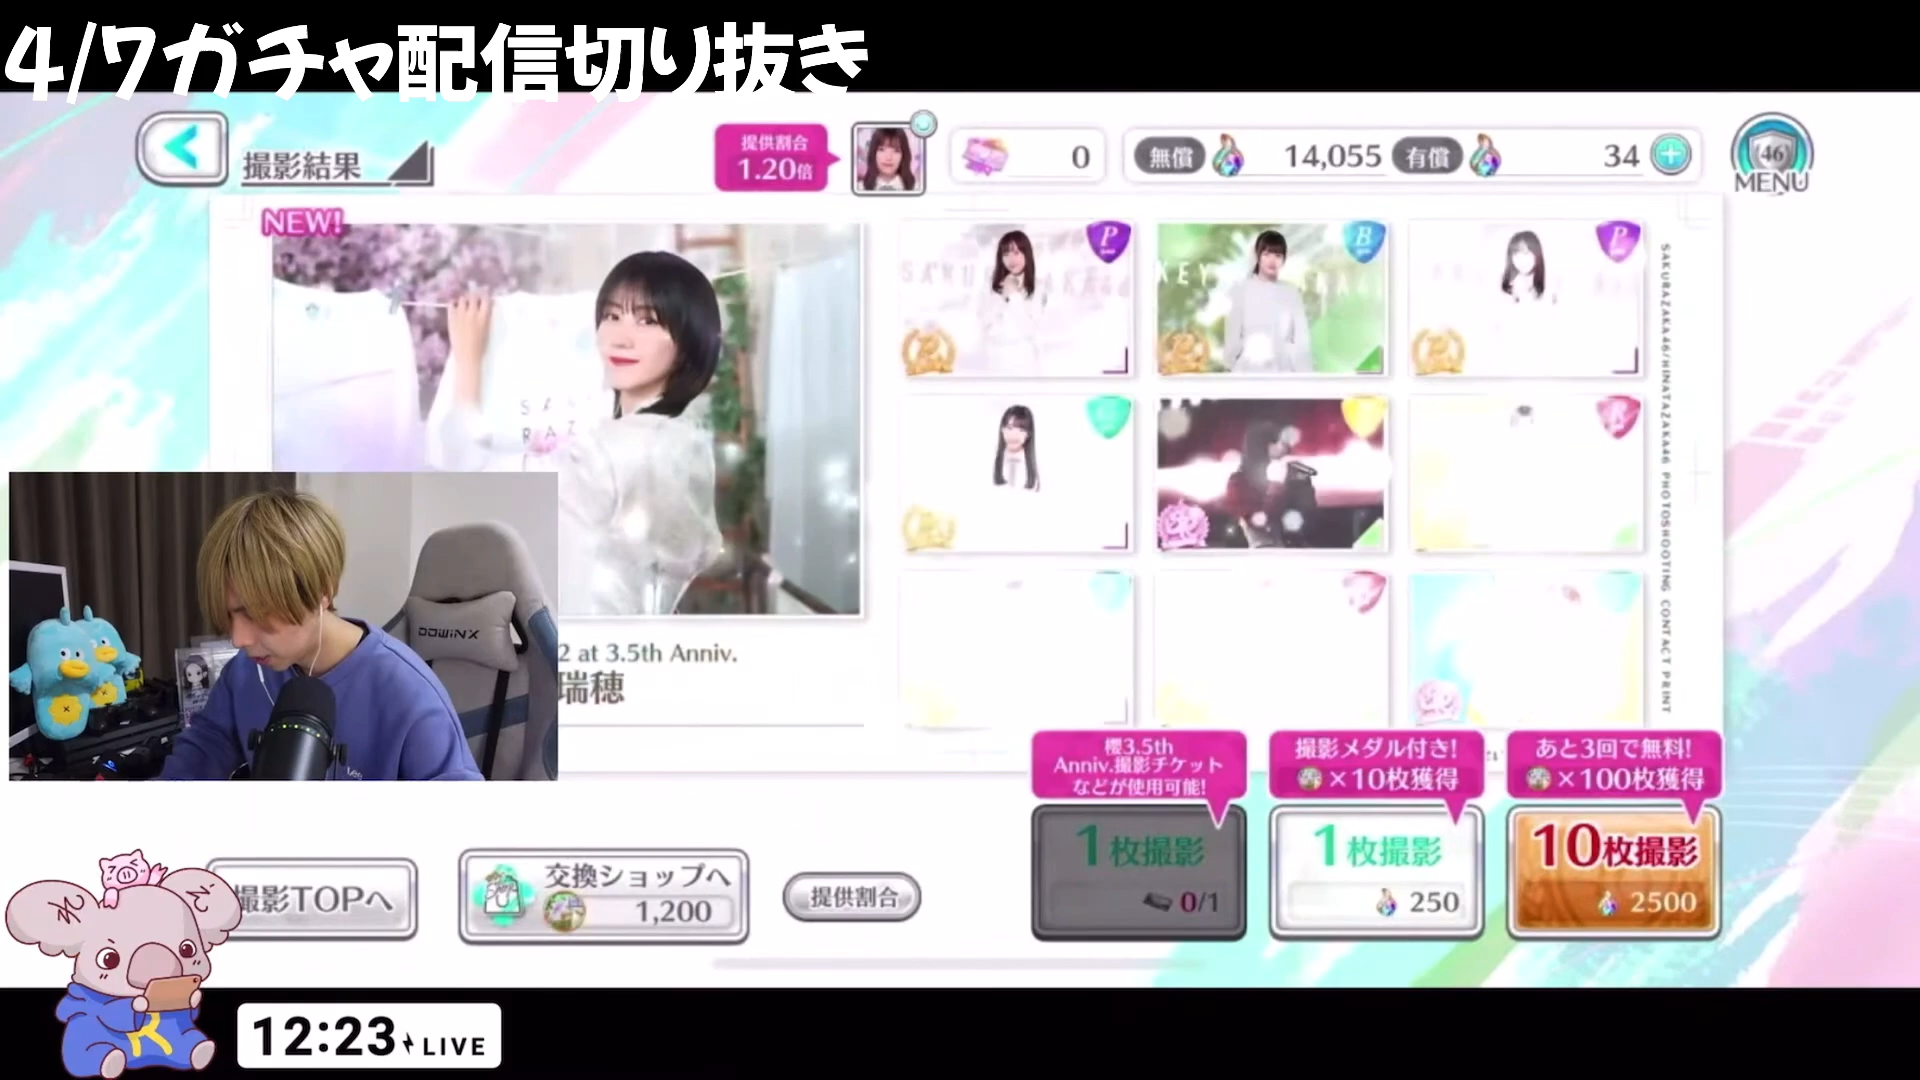 4/7ガチャ配信切り抜き
撮影結果
提供割合
1.20倍
0
無償
14,055
有償
34
46
MENU
NEW!
P
B
P
SAKURAZAKA46/HINATAZAKA46 PHOTOSHOOTING CONTACT PRINT
DOWINX
2 at 3.5th Anniv.
瑞穂
櫻3.5th
Anniv.撮影チケット
などが使用可能!
撮影メダル付き!
×10枚獲得
あと3回で無料!
×100枚獲得
1枚撮影
0/1
1枚撮影
250
10枚撮影
2500
撮影TOPへ
交換ショップへ
1,200
提供割合
12:23 LIVE